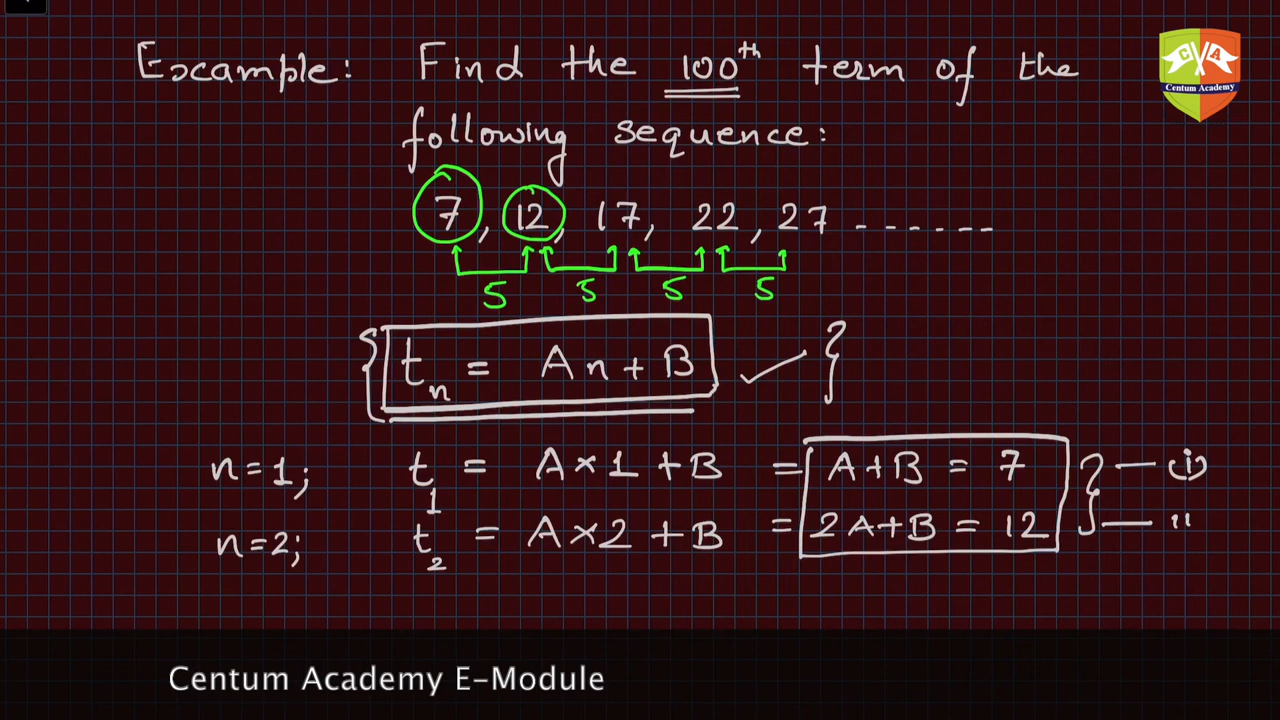 Example: Find the 100th term of the
CA
Centum Academy
following sequence:
7, 12, 17, 22, 27 -------
5 5 5 5
tn = An + B
n=1; t1 = A×1 + B = A+B = 7 — (i)
n=2; t2 = A×2 + B = 2A+B = 12 — "
Centum Academy E-Module